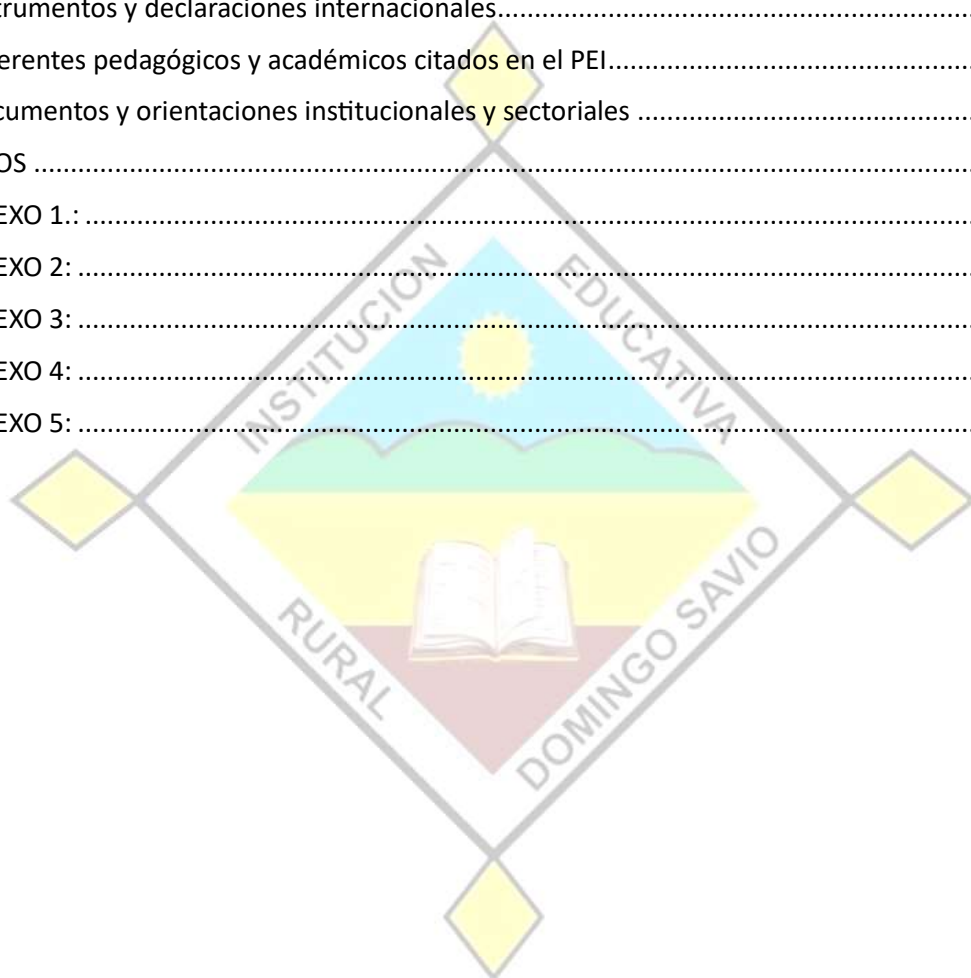 trumentos y declaraciones internacionales
erentes pedagógicos y académicos citados en el PEI
cumentos y orientaciones institucionales y sectoriales
OS
EXO 1.:
EXO 2:
EXO 3:
EXO 4:
EXO 5:
INSTITUCION EDUCATIVA
RURAL DOMINGO SAVIO